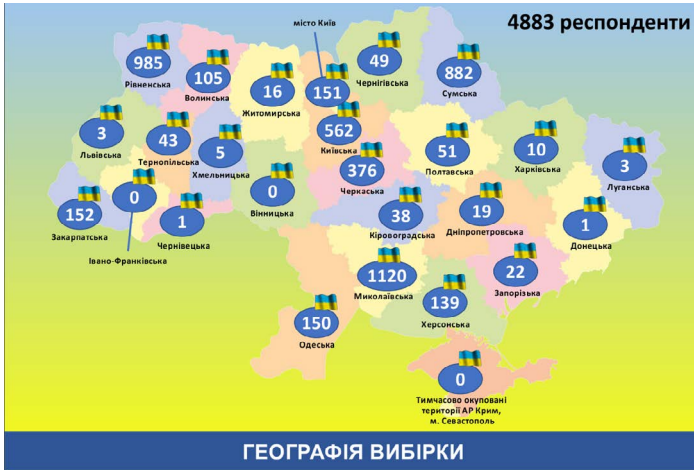 4883 респонденти
місто Київ
985
Рівненська
105
Волинська
16
Житомирська
151
49
Чернігівська
882
Сумська
3
Львівська
43
Тернопільська
5
Хмельницька
562
Київська
376
Черкаська
51
Полтавська
10
Харківська
3
Луганська
152
Закарпатська
0
Івано-Франківська
1
Чернівецька
0
Вінницька
38
Кіровоградська
19
Дніпропетровська
1
Донецька
1120
Миколаївська
22
Запорізька
139
Херсонська
150
Одеська
0
Тимчасово окуповані
території АР Крим,
м. Севастополь
ГЕОГРАФІЯ ВИБІРКИ